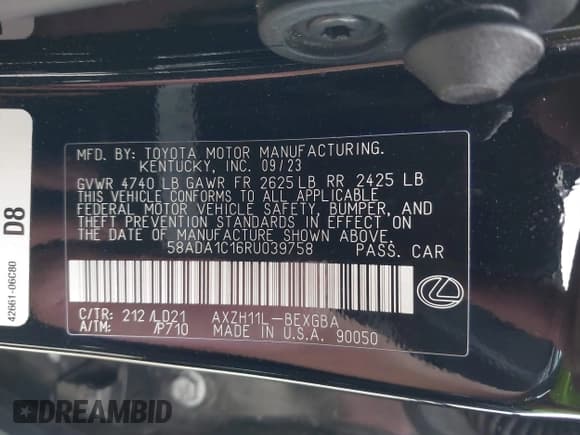 MFD. BY: TOYOTA MOTOR MANUFACTURING.
KENTUCKY, INC. 09/23
GVWR 4740 LB GAWR FR 2625 LB RR 2425 LB
THIS VEHICLE CONFORMS TO ALL APPLICABLE
FEDERAL MOTOR VEHICLE SAFETY, BUMPER, AND
THEFT PREVENTION STANDARDS IN EFFECT ON
THE DATE OF MANUFACTURE SHOWN ABOVE.
58ADA1C16RU039758 PASS. CAR
C/TR: 212 /LD21 AXZH11L-BEXGBA
A/TM: /P710 MADE IN U.S.A. 90050
D8
42661-06C80
DREAMBID